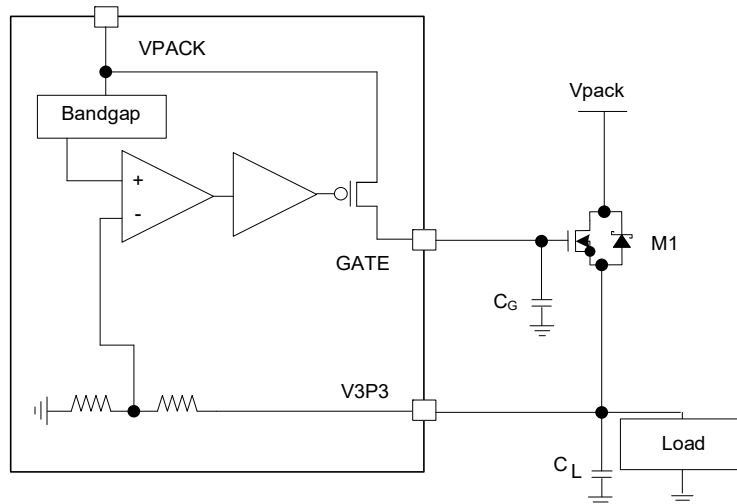 VPACK
Bandgap
Vpack
+
-
M1
GATE
CG
V3P3
Load
CL